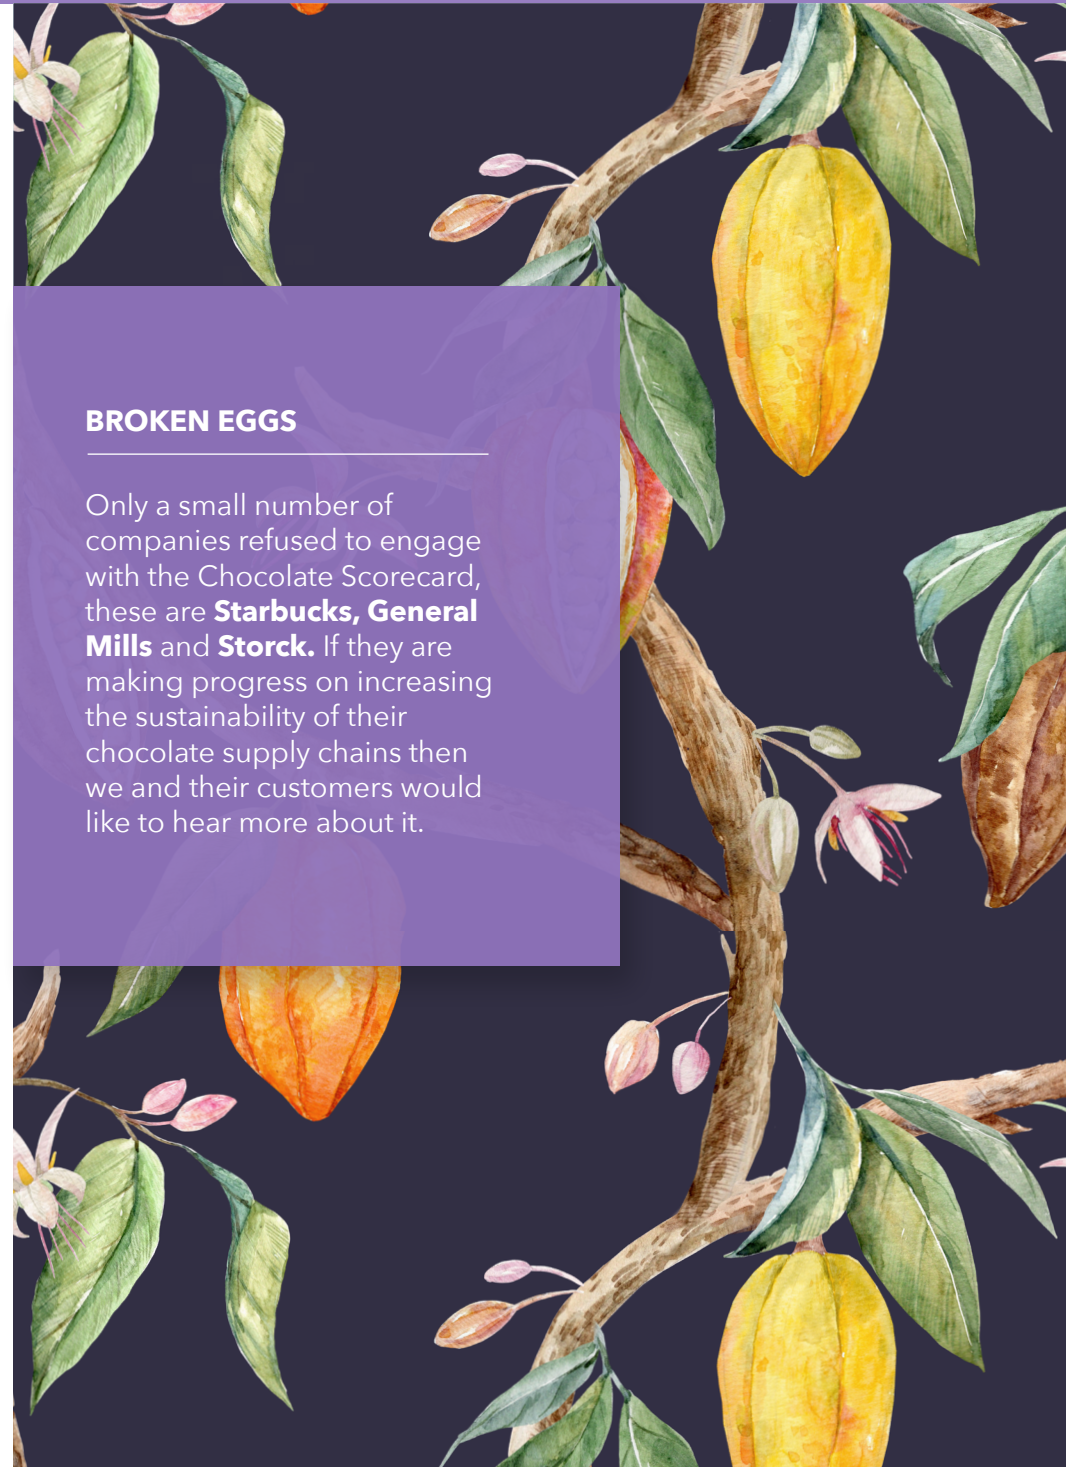 BROKEN EGGS
Only a small number of
companies refused to engage
with the Chocolate Scorecard,
these are Starbucks, General
Mills and Storck. If they are
making progress on increasing
the sustainability of their
chocolate supply chains then
we and their customers would
like to hear more about it.